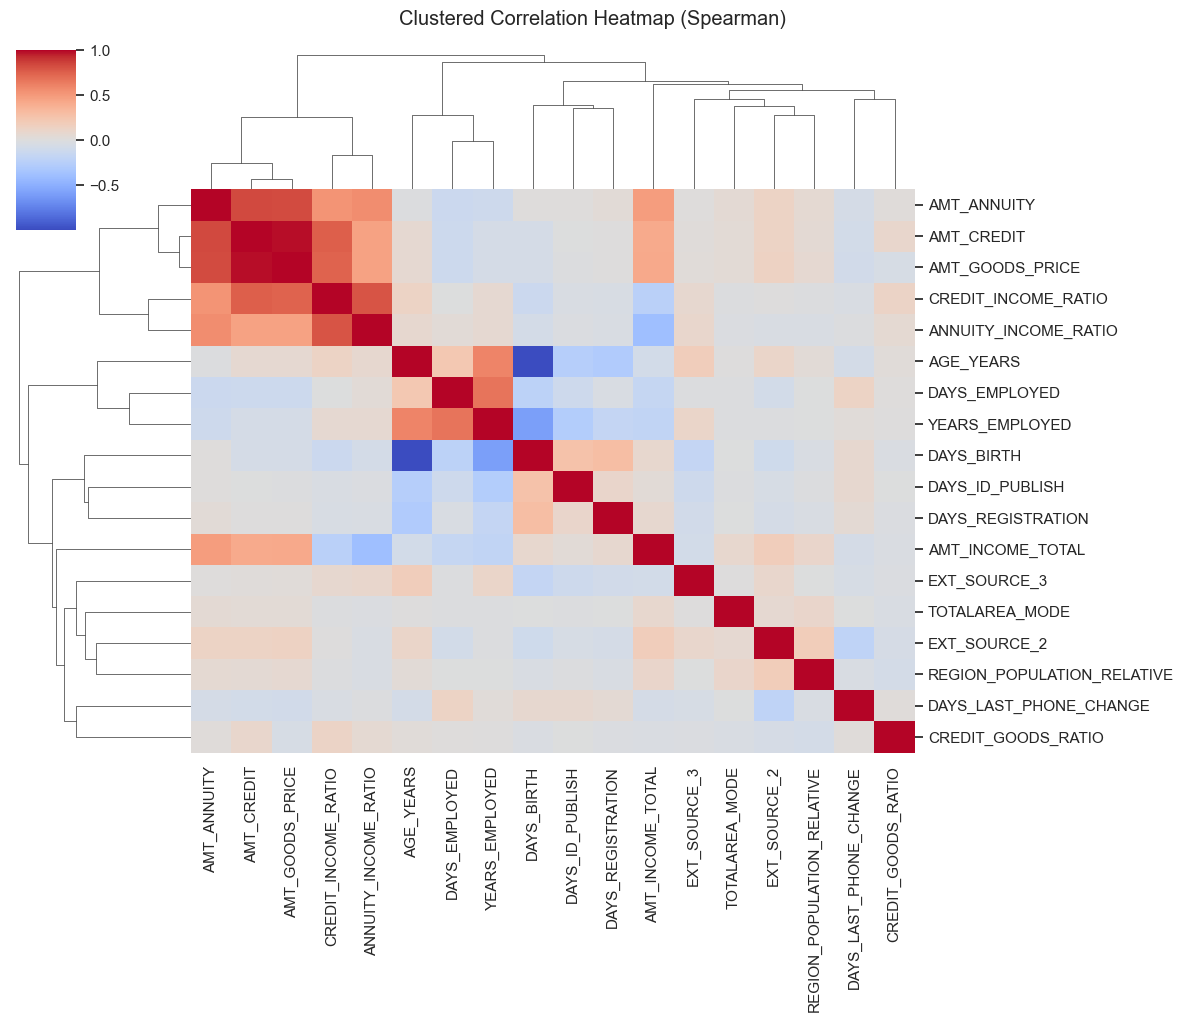 Clustered Correlation Heatmap (Spearman)
1.0
0.5
0.0
−0.5
AMT_ANNUITY
AMT_CREDIT
AMT_GOODS_PRICE
CREDIT_INCOME_RATIO
ANNUITY_INCOME_RATIO
AGE_YEARS
DAYS_EMPLOYED
YEARS_EMPLOYED
DAYS_BIRTH
DAYS_ID_PUBLISH
DAYS_REGISTRATION
AMT_INCOME_TOTAL
EXT_SOURCE_3
TOTALAREA_MODE
EXT_SOURCE_2
REGION_POPULATION_RELATIVE
DAYS_LAST_PHONE_CHANGE
CREDIT_GOODS_RATIO
AMT_ANNUITY
AMT_CREDIT
AMT_GOODS_PRICE
CREDIT_INCOME_RATIO
ANNUITY_INCOME_RATIO
AGE_YEARS
DAYS_EMPLOYED
YEARS_EMPLOYED
DAYS_BIRTH
DAYS_ID_PUBLISH
DAYS_REGISTRATION
AMT_INCOME_TOTAL
EXT_SOURCE_3
TOTALAREA_MODE
EXT_SOURCE_2
REGION_POPULATION_RELATIVE
DAYS_LAST_PHONE_CHANGE
CREDIT_GOODS_RATIO